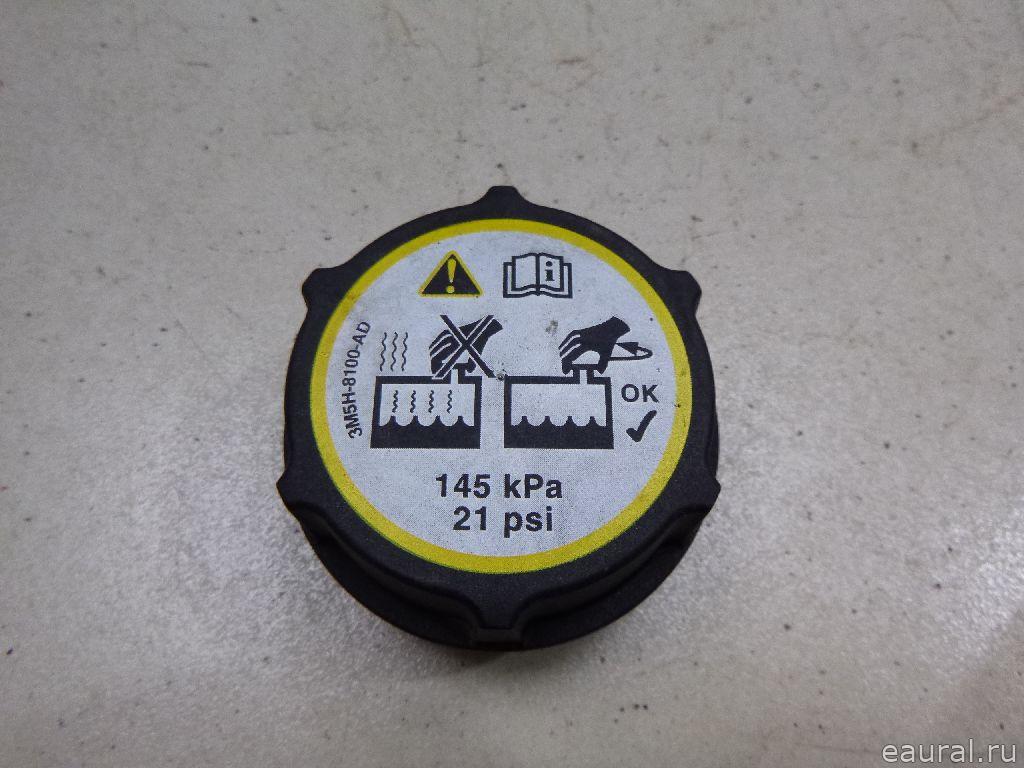 3M5H-8100-AD
OK
145 kPa
21 psi
eaural.ru